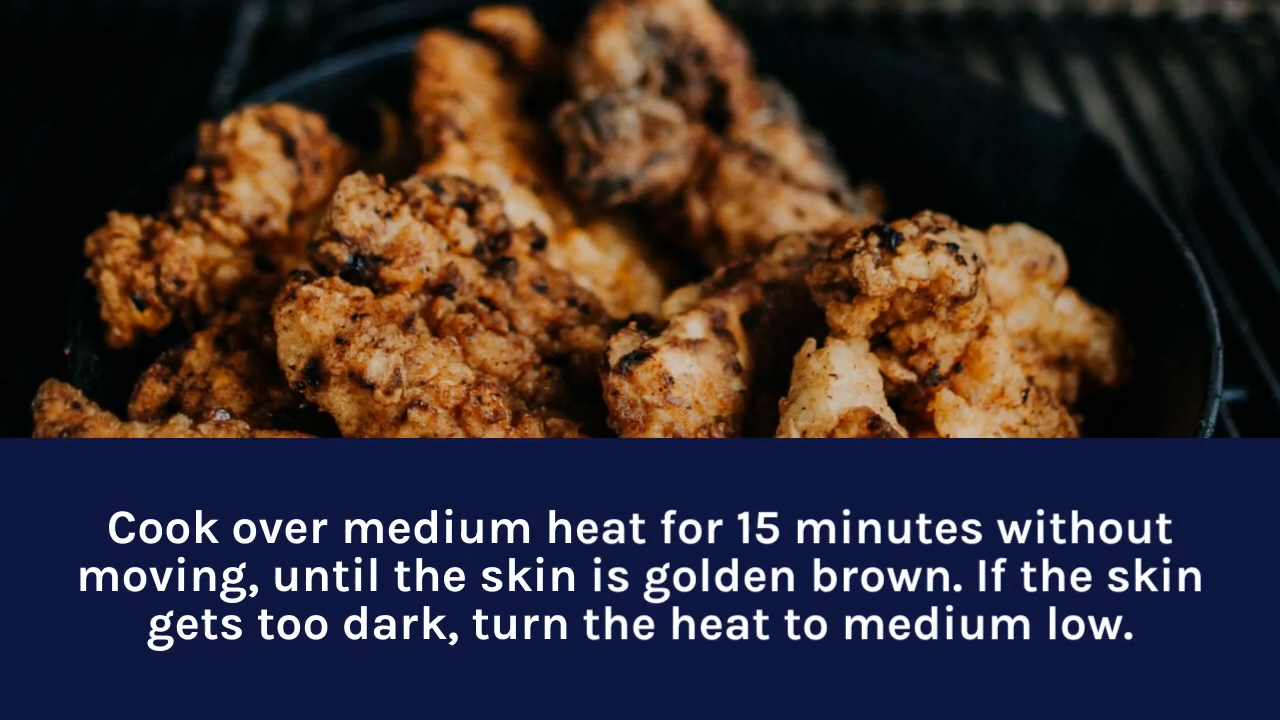 Cook over medium heat for 15 minutes without
moving, until the skin is golden brown. If the skin
gets too dark, turn the heat to medium low.